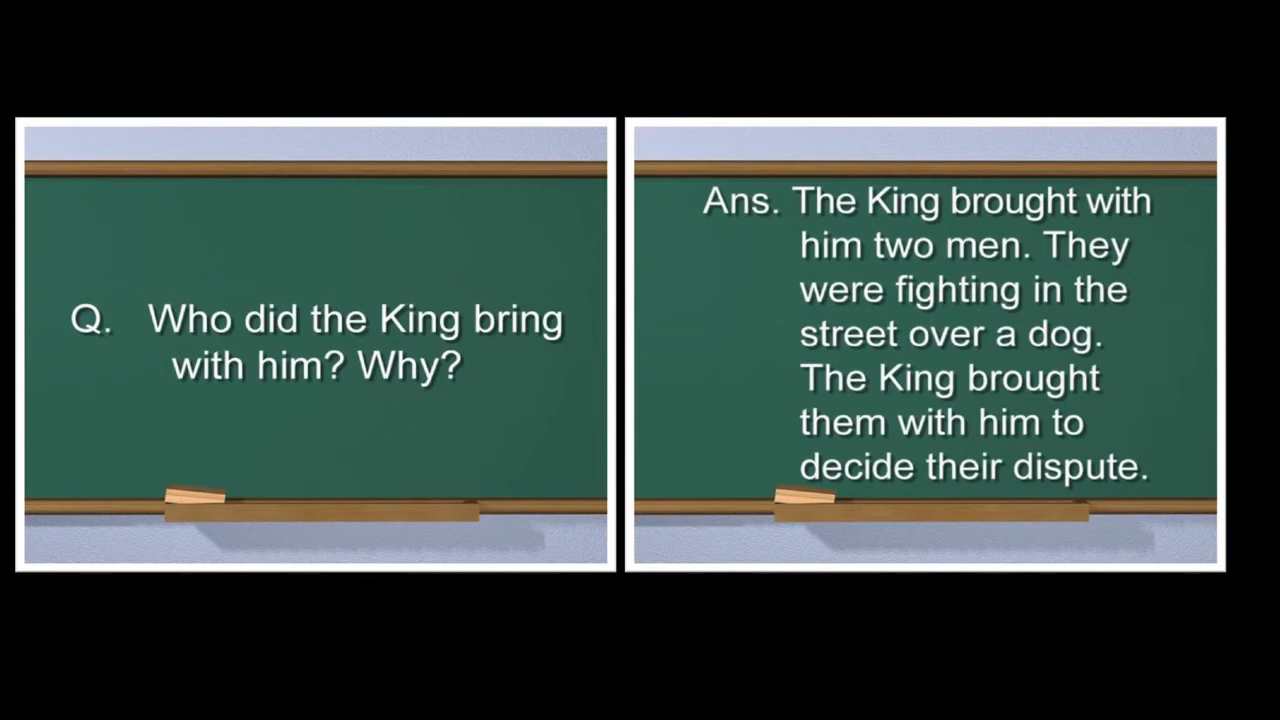 Q. Who did the King bring
with him? Why?
Ans. The King brought with
him two men. They
were fighting in the
street over a dog.
The King brought
them with him to
decide their dispute.